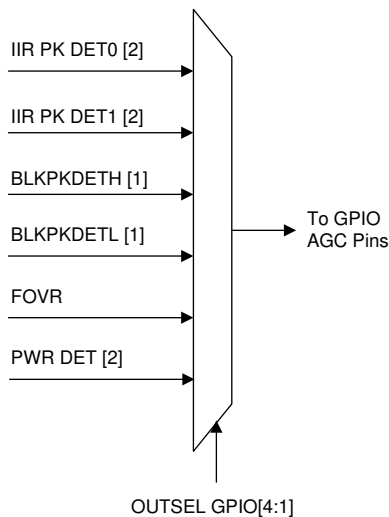 IIR PK DET0 [2]
IIR PK DET1 [2]
BLKPKDETH [1]
BLKPKDETL [1]
FOVR
PWR DET [2]
To GPIO
AGC Pins
OUTSEL GPIO[4:1]